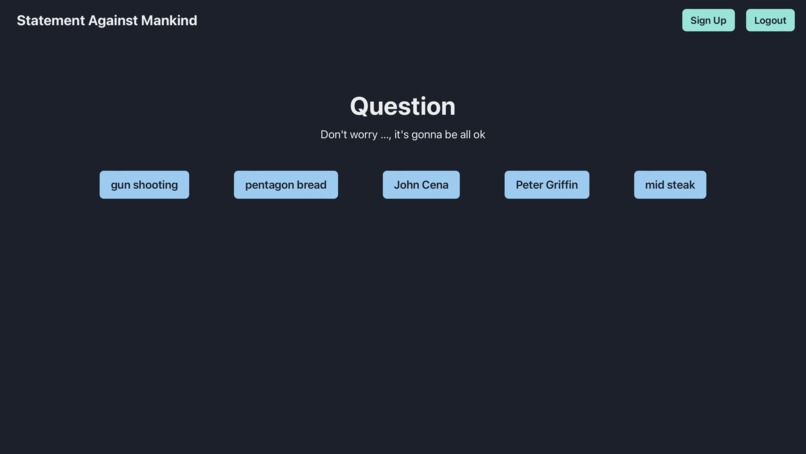 Statement Against Mankind
Sign Up
Logout
Question
Don't worry ..., it's gonna be all ok
gun shooting
pentagon bread
John Cena
Peter Griffin
mid steak